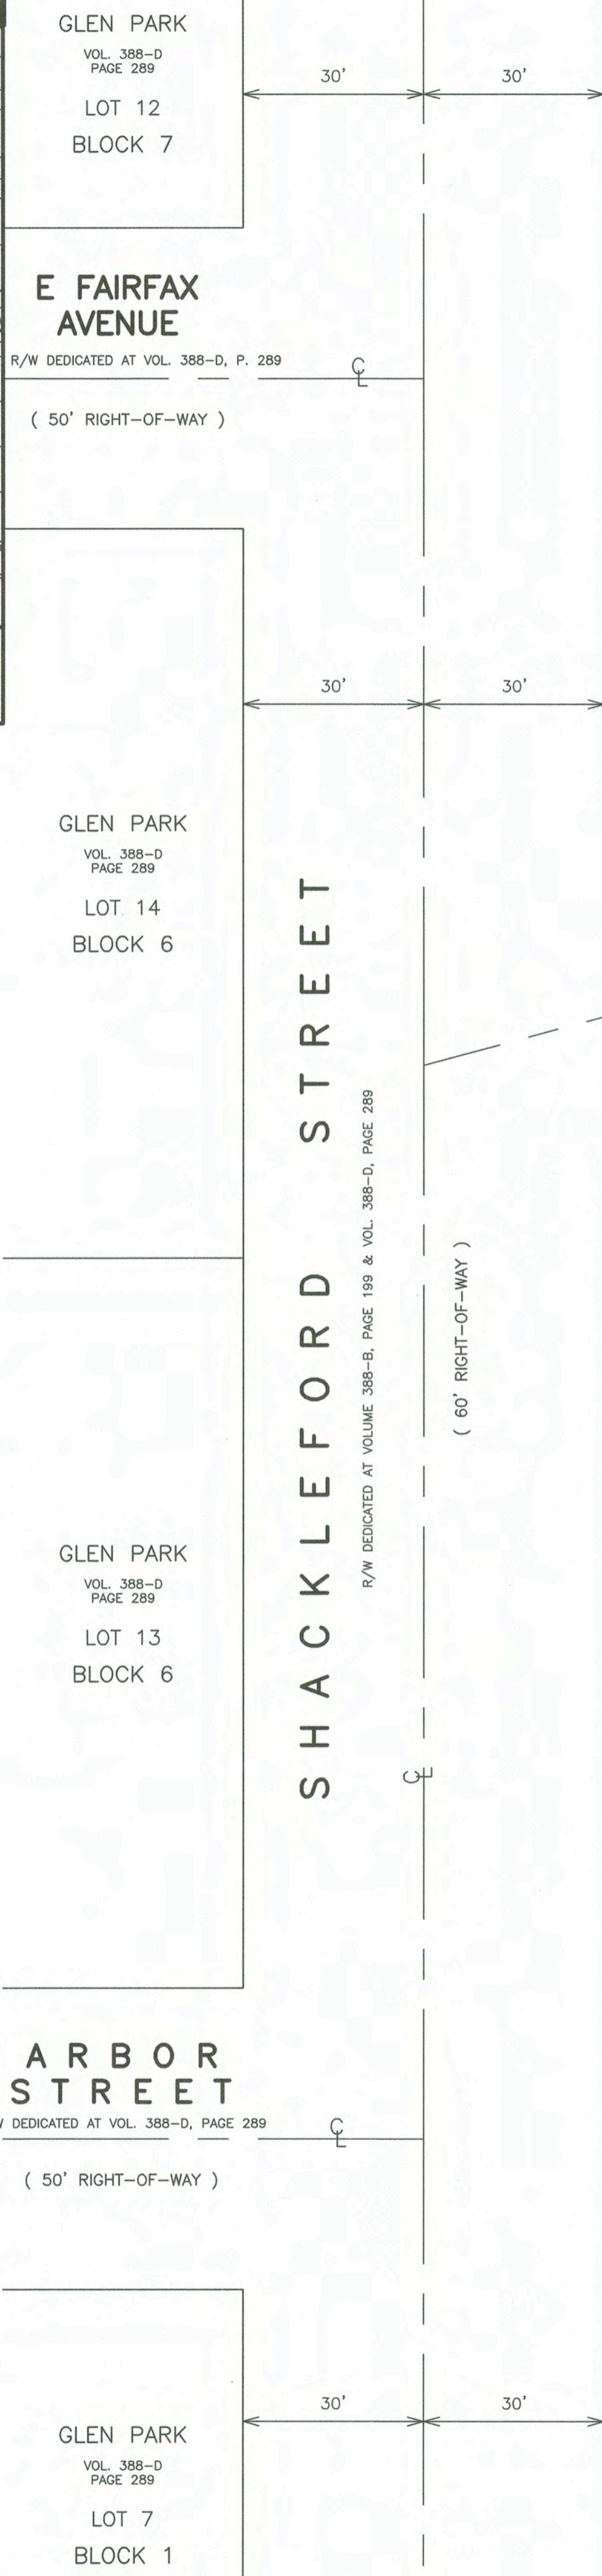 GLEN PARK
VOL. 388-D
PAGE 289
LOT 12
BLOCK 7
30'
30'
E FAIRFAX
AVENUE
R/W DEDICATED AT VOL. 388-D, P. 289
℄
( 50' RIGHT-OF-WAY )
30'
30'
GLEN PARK
VOL. 388-D
PAGE 289
LOT 14
BLOCK 6
SHACKLEFORD STREET
R/W DEDICATED AT VOLUME 388-B, PAGE 199 & VOL. 388-D, PAGE 289
( 60' RIGHT-OF-WAY )
GLEN PARK
VOL. 388-D
PAGE 289
LOT 13
BLOCK 6
℄
ARBOR
STREET
DEDICATED AT VOL. 388-D, PAGE 289
℄
( 50' RIGHT-OF-WAY )
30'
30'
GLEN PARK
VOL. 388-D
PAGE 289
LOT 7
BLOCK 1